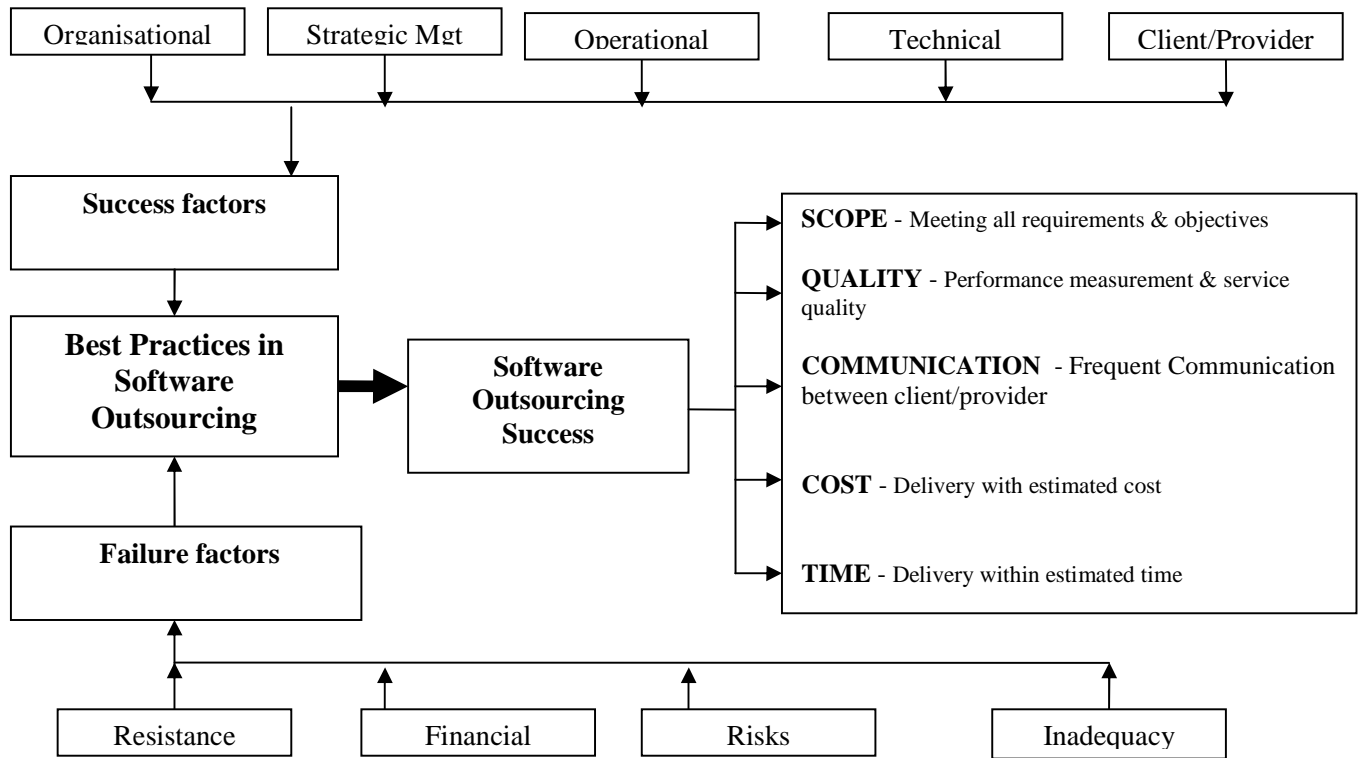 Organisational
Strategic Mgt
Operational
Technical
Client/Provider
Success factors
SCOPE - Meeting all requirements & objectives
QUALITY - Performance measurement & service
quality
Best Practices in
Software
Outsourcing
Software
Outsourcing
Success
COMMUNICATION - Frequent Communication
between client/provider
COST - Delivery with estimated cost
Failure factors
TIME - Delivery within estimated time
Resistance
Financial
Risks
Inadequacy